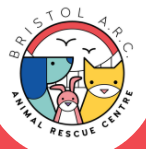 BRISTOL A.R.C.
ANIMAL RESCUE CENTRE